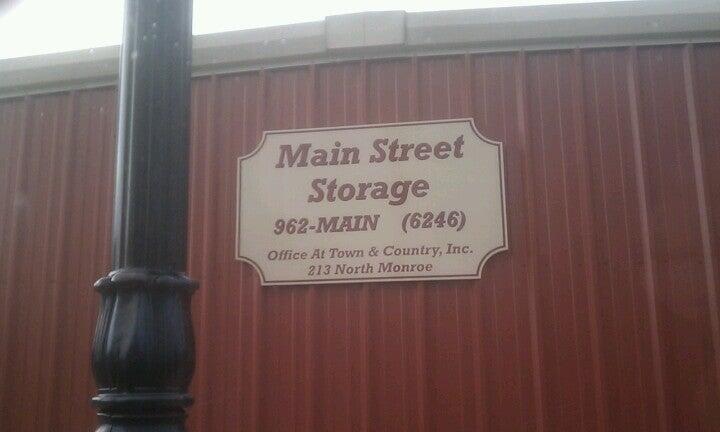 Main Street
Storage
962-MAIN (6246)
Office At Town & Country, Inc.
213 North Monroe